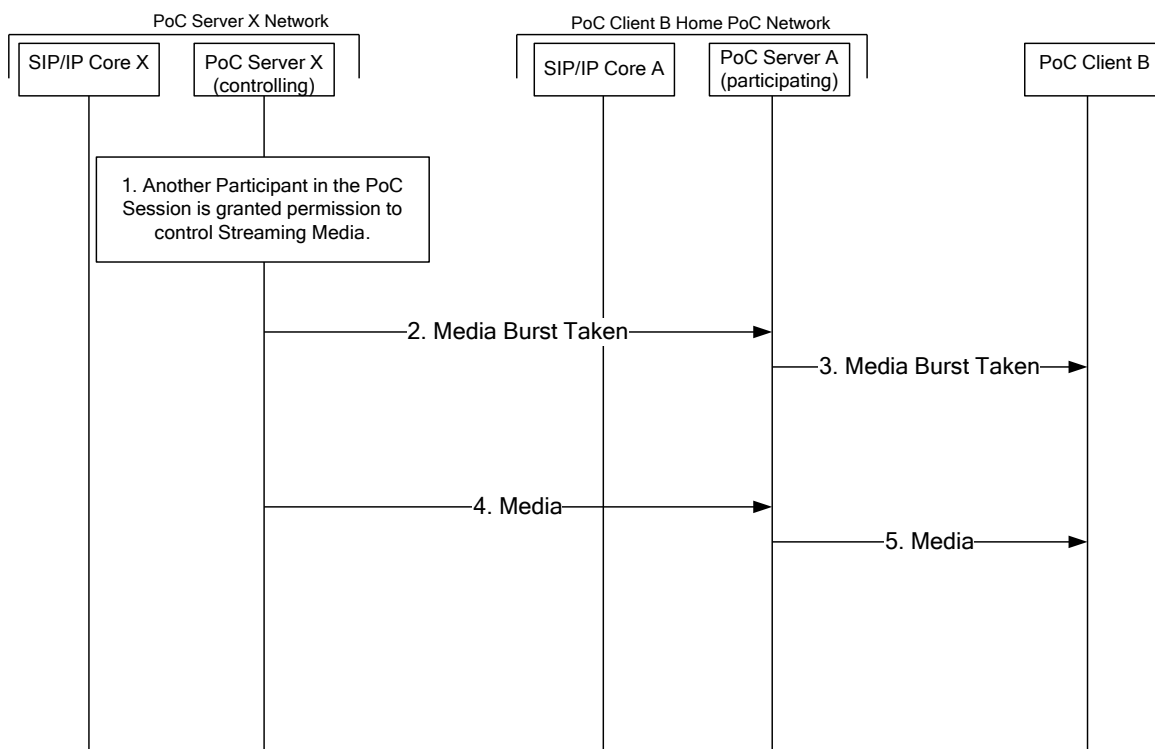 PoC Server X Network
PoC Client B Home PoC Network
SIP/IP Core X
PoC Server X
(controlling)
SIP/IP Core A
PoC Server A
(participating)
PoC Client B
1. Another Participant in the PoC
Session is granted permission to
control Streaming Media.
2. Media Burst Taken
3. Media Burst Taken
4. Media
5. Media